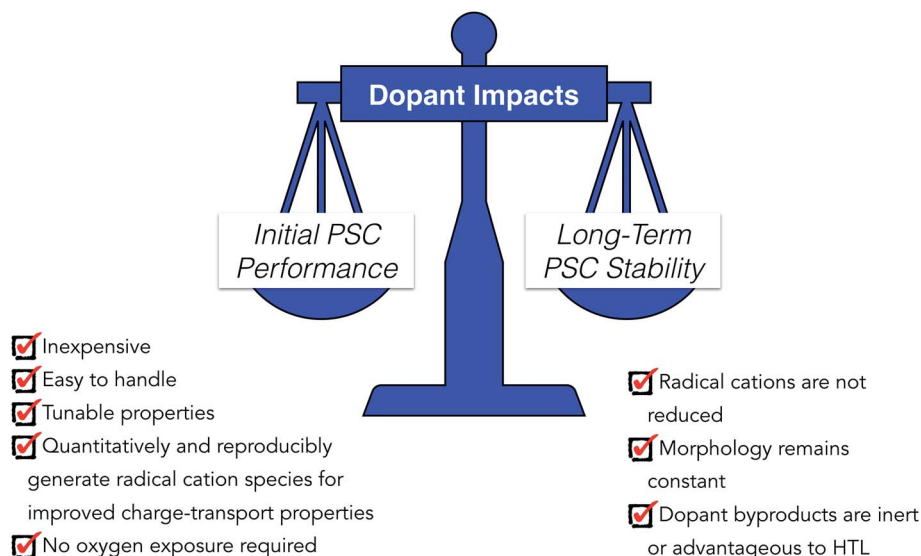 Dopant Impacts
Initial PSC
Performance
Long-Term
PSC Stability
Inexpensive
Easy to handle
Tunable properties
Quantitatively and reproducibly
generate radical cation species for
improved charge-transport properties
No oxygen exposure required
Radical cations are not
reduced
Morphology remains
constant
Dopant byproducts are inert
or advantageous to HTL